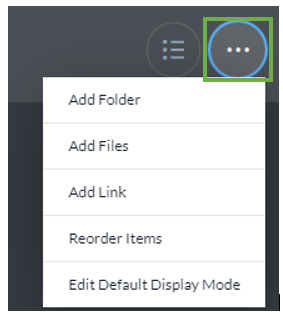 Add Folder
Add Files
Add Link
Reorder Items
Edit Default Display Mode